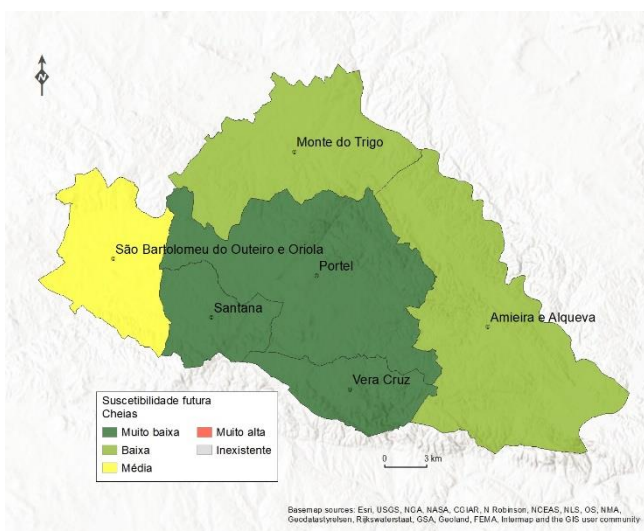 N
Monte do Trigo
São Bartolomeu do Outeiro e Oriola
Portel
Santana
Amieira e Alqueva
Vera Cruz
Suscetibilidade futura
Cheias
Muito baixa
Muito alta
Baixa
Inexistente
Média
0 3 km
Basemap sources: Esri, USGS, NGA, NASA, CGIAR, N Robinson, NCEAS, NLS, OS, NMA,
Geodatastyrelsen, Rijkswaterstaat, GSA, Geoland, FEMA, Intermap and the GIS user community